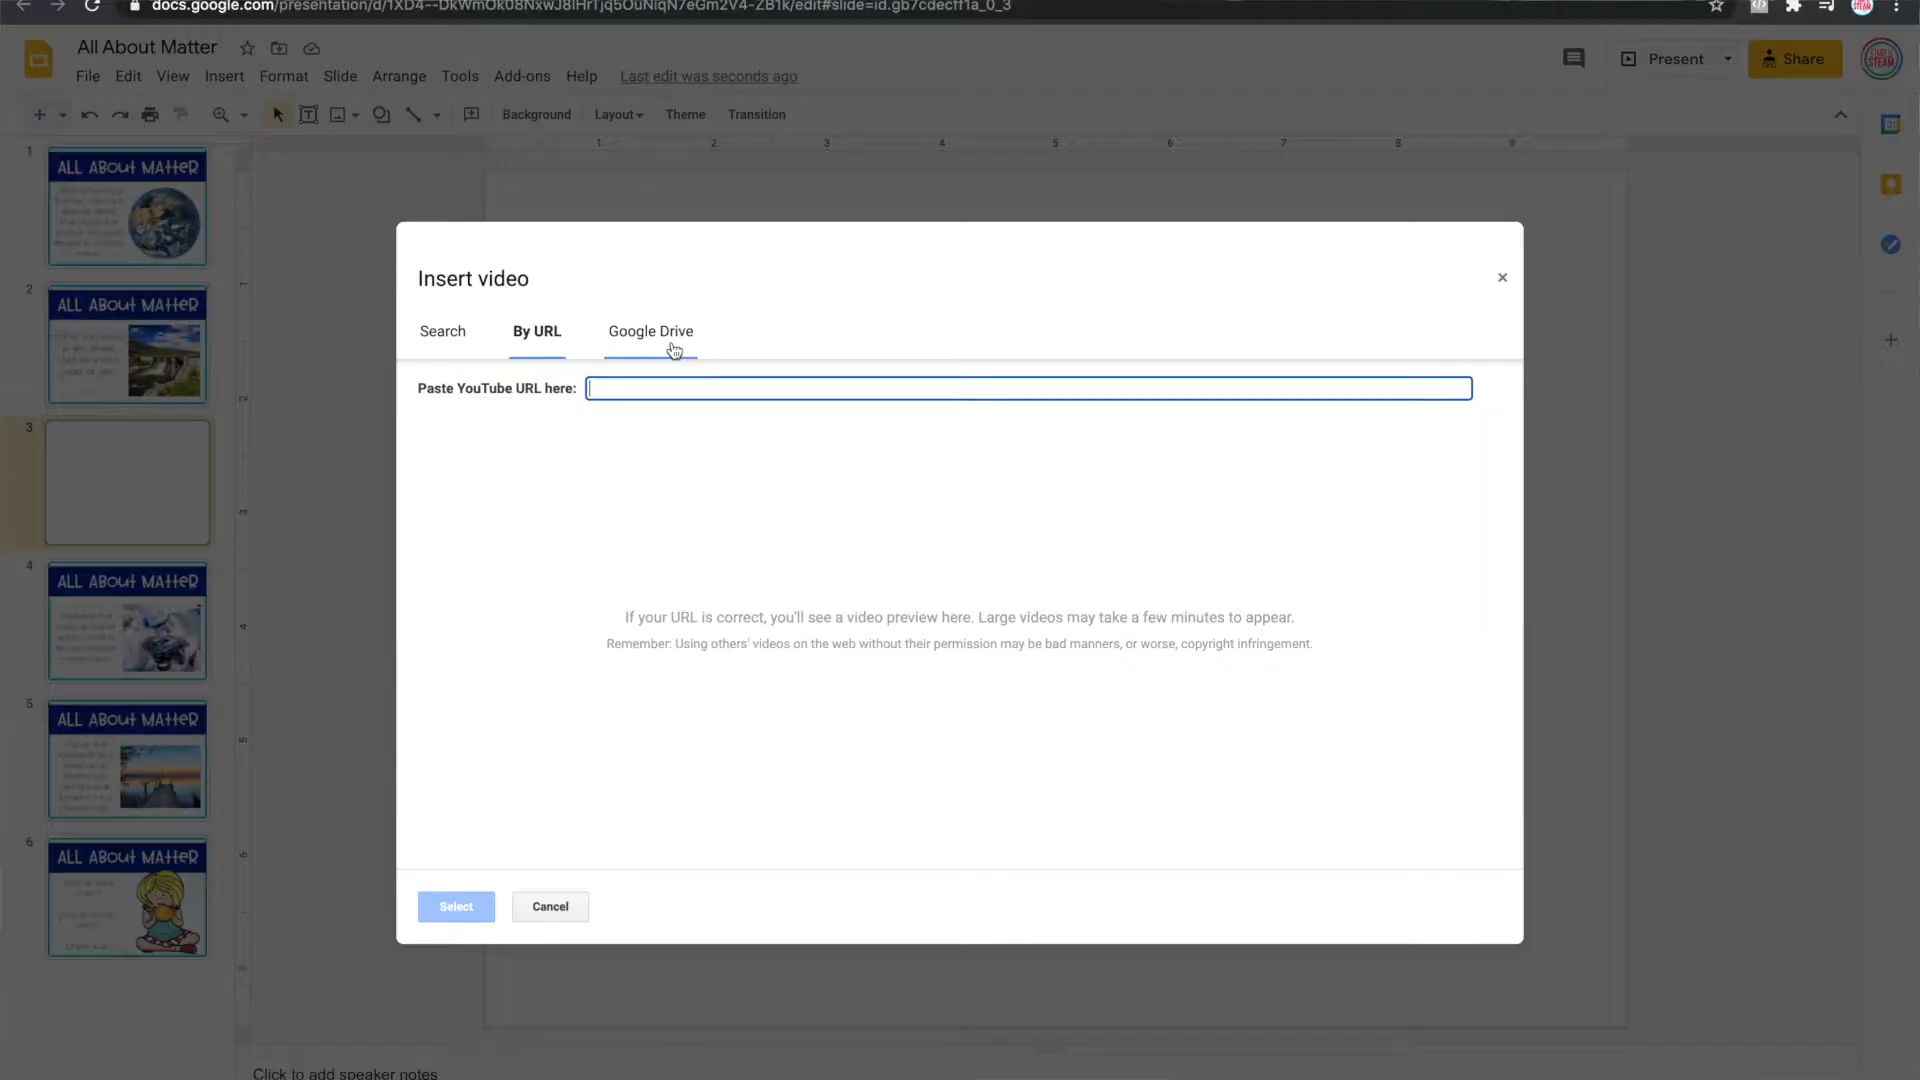 docs.google.com/presentation/d/1XD4--DkWmOk08NxwJ8lHrTjq5OuNiqN7eGm2V4-ZB1k/edit#slide=id.gb7cdecff1a_0_3
All About Matter
File Edit View Insert Format Slide Arrange Tools Add-ons Help Last edit was seconds ago
Present
Share
Background Layout Theme Transition
1 2 3 4 5 6 7 8 9
1
ALL ABout MAtteR
2
ALL ABout MAtteR
3
4
ALL ABout MAtteR
5
ALL ABout MAtteR
6
ALL ABout MAtteR
Insert video
Search By URL Google Drive
Paste YouTube URL here:
If your URL is correct, you'll see a video preview here. Large videos may take a few minutes to appear.
Remember: Using others' videos on the web without their permission may be bad manners, or worse, copyright infringement.
Select Cancel
Click to add speaker notes